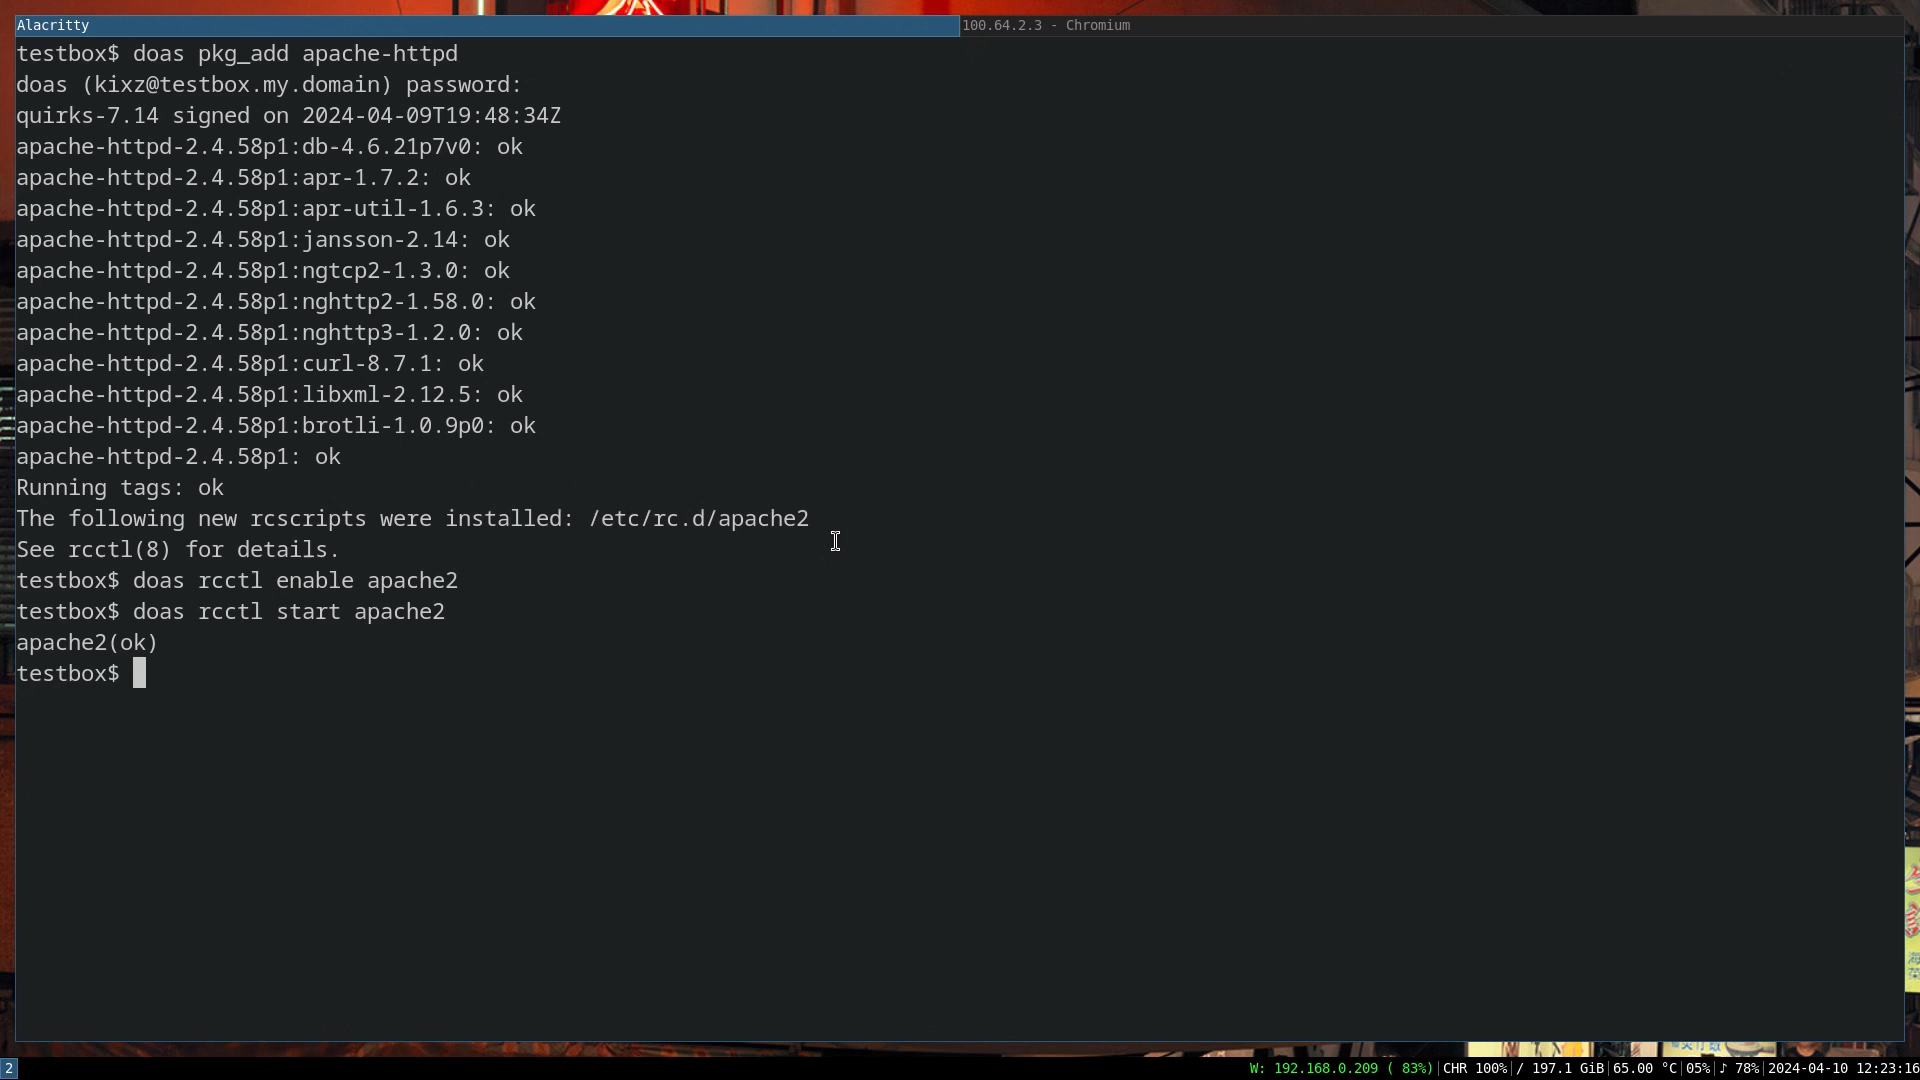 Alacritty
100.64.2.3 - Chromium
testbox$ doas pkg_add apache-httpd
doas (kixz@testbox.my.domain) password:
quirks-7.14 signed on 2024-04-09T19:48:34Z
apache-httpd-2.4.58p1:db-4.6.21p7v0: ok
apache-httpd-2.4.58p1:apr-1.7.2: ok
apache-httpd-2.4.58p1:apr-util-1.6.3: ok
apache-httpd-2.4.58p1:jansson-2.14: ok
apache-httpd-2.4.58p1:ngtcp2-1.3.0: ok
apache-httpd-2.4.58p1:nghttp2-1.58.0: ok
apache-httpd-2.4.58p1:nghttp3-1.2.0: ok
apache-httpd-2.4.58p1:curl-8.7.1: ok
apache-httpd-2.4.58p1:libxml-2.12.5: ok
apache-httpd-2.4.58p1:brotli-1.0.9p0: ok
apache-httpd-2.4.58p1: ok
Running tags: ok
The following new rcscripts were installed: /etc/rc.d/apache2
See rcctl(8) for details.
testbox$ doas rcctl enable apache2
testbox$ doas rcctl start apache2
apache2(ok)
testbox$
2
W: 192.168.0.209 ( 83%)|CHR 100%|/ 197.1 GiB|65.00 °C|05%|♪ 78%|2024-04-10 12:23:16